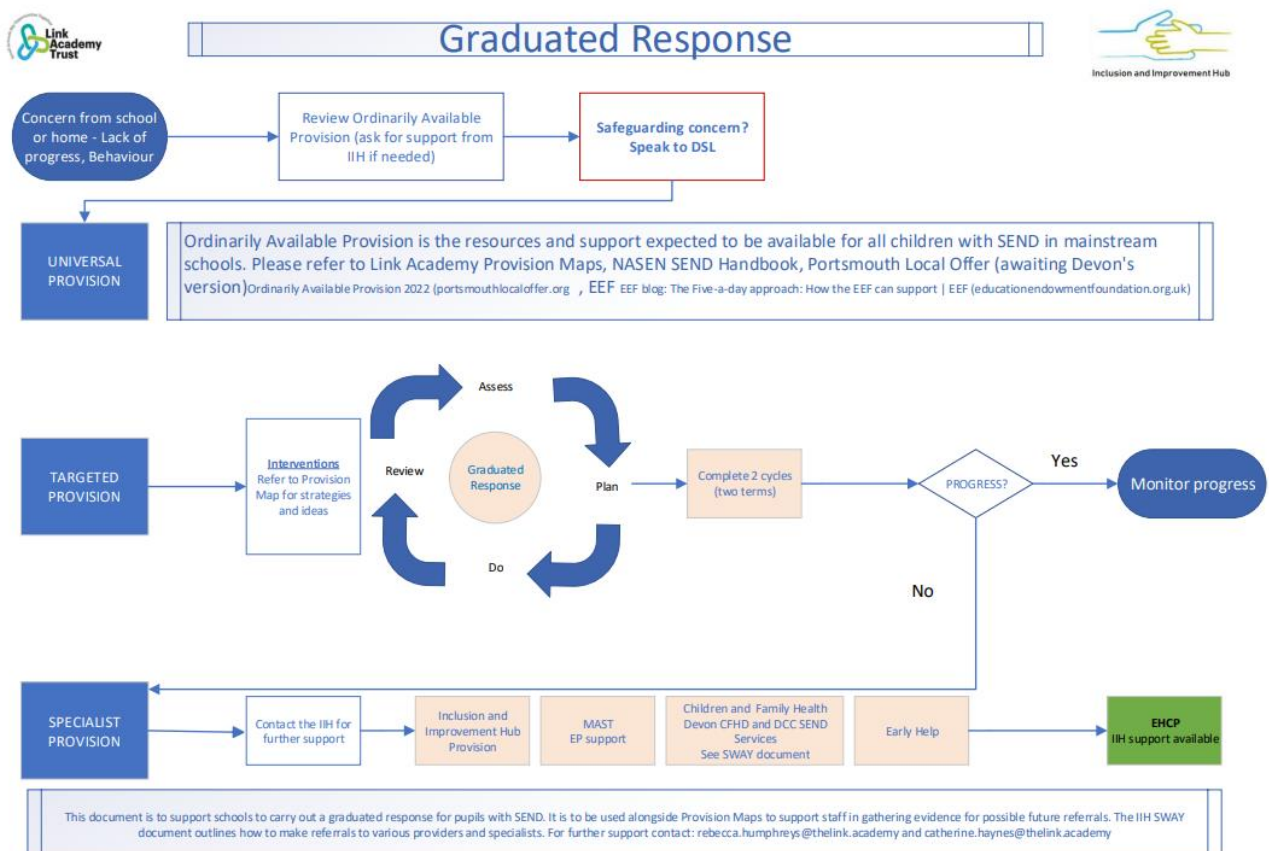 Link
Academy
Trust
Graduated Response
Inclusion and Improvement Hub
Concern from school
or home - Lack of
progress, Behaviour
Review Ordinarily Available
Provision (ask for support from
IIH if needed)
Safeguarding concern?
Speak to DSL
UNIVERSAL
PROVISION
Ordinarily Available Provision is the resources and support expected to be available for all children with SEND in mainstream
schools. Please refer to Link Academy Provision Maps, NASEN SEND Handbook, Portsmouth Local Offer (awaiting Devon's
version)Ordinarily Available Provision 2022 (portsmouthlocaloffer.org , EEF EEF blog: The Five-a-day approach: How the EEF can support | EEF (educationendowmentfoundation.org.uk)
TARGETED
PROVISION
Interventions
Refer to Provision
Map for strategies
and ideas
Assess
Review
Graduated
Response
Plan
Do
Complete 2 cycles
(two terms)
PROGRESS?
Yes
Monitor progress
No
SPECIALIST
PROVISION
Contact the IIH for
further support
Inclusion and
Improvement Hub
Provision
MAST
EP support
Children and Family Health
Devon CFHD and DCC SEND
Services
See SWAY document
Early Help
EHCP
IIH support available
This document is to support schools to carry out a graduated response for pupils with SEND. It is to be used alongside Provision Maps to support staff in gathering evidence for possible future referrals. The IIH SWAY
document outlines how to make referrals to various providers and specialists. For further support contact: rebecca.humphreys@thelink.academy and catherine.haynes@thelink.academy